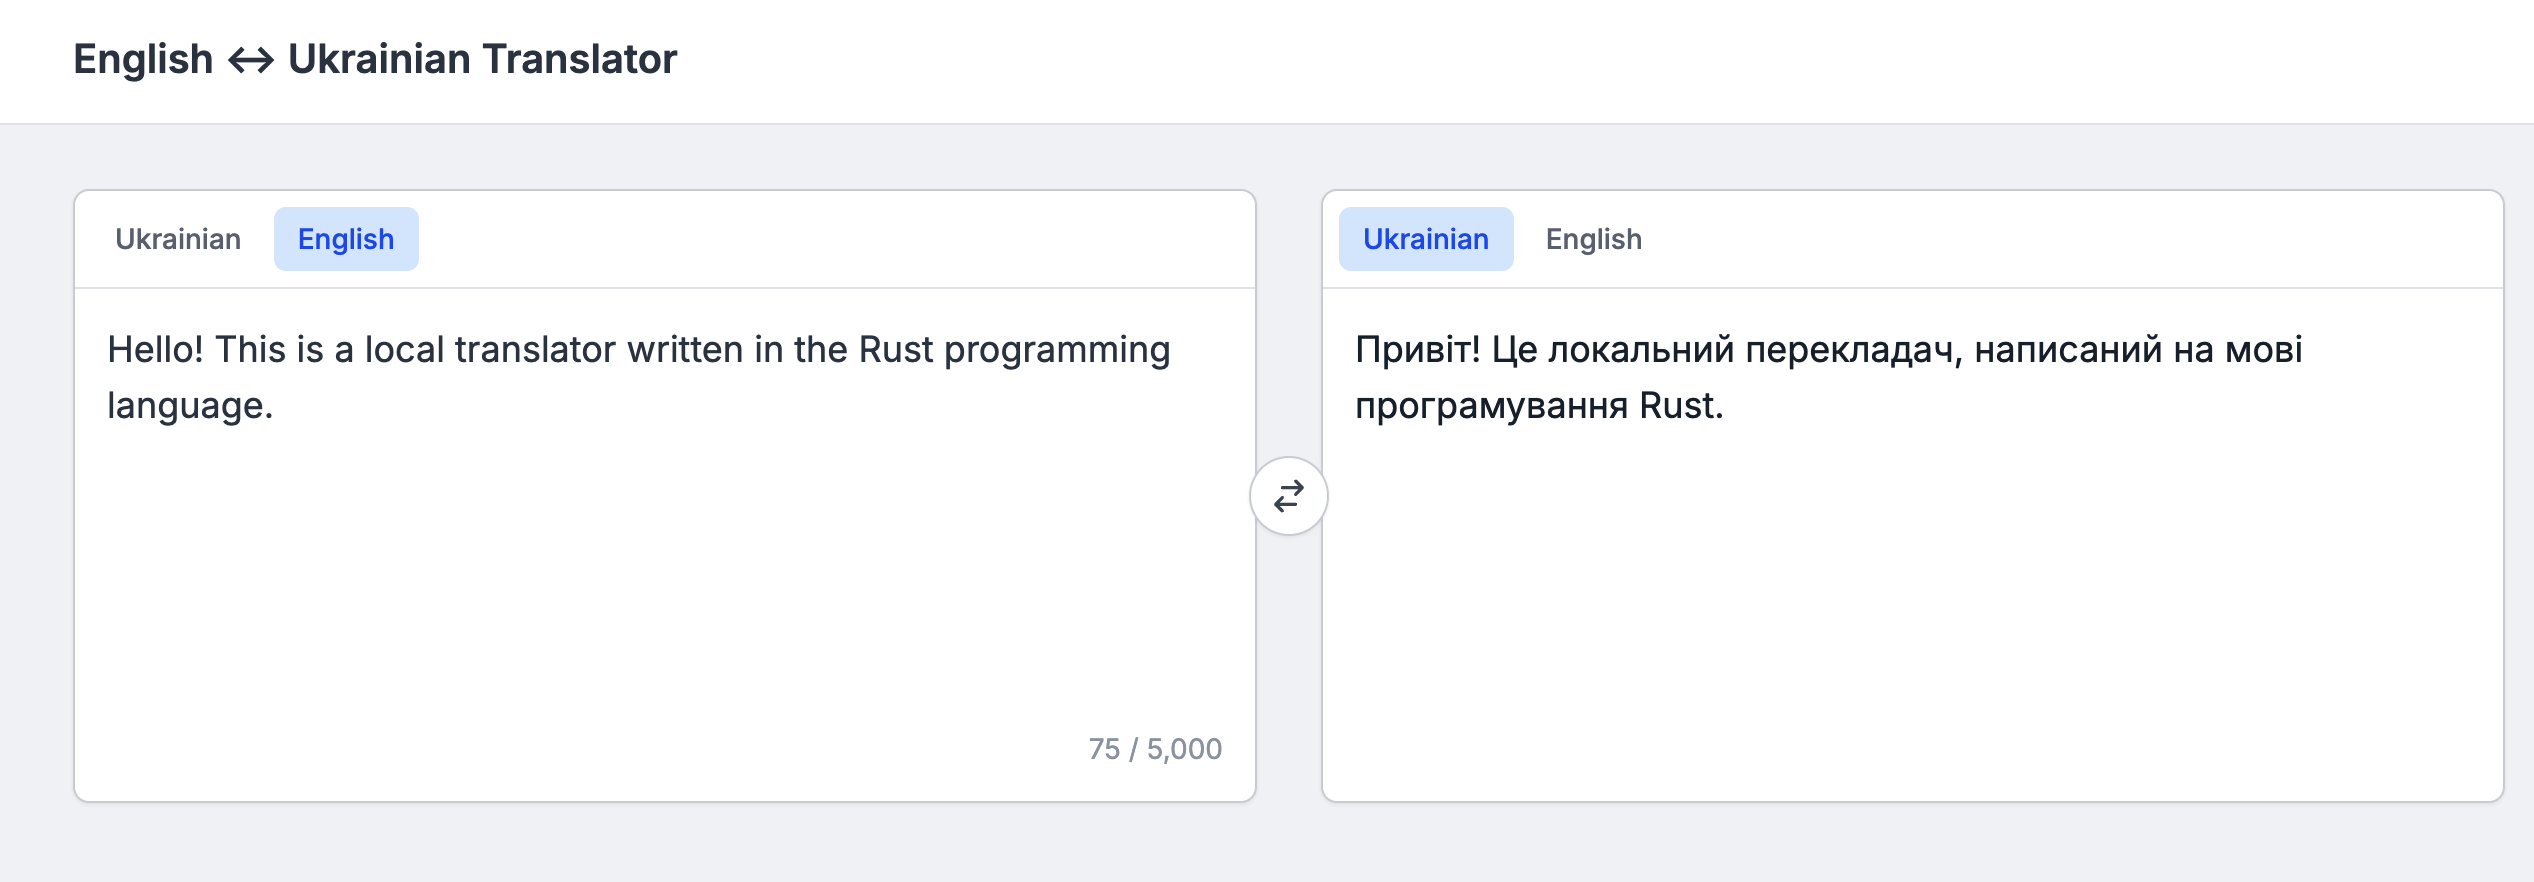 English ↔ Ukrainian Translator
Ukrainian English
Hello! This is a local translator written in the Rust programming
language.
75 / 5,000
Ukrainian English
Привіт! Це локальний перекладач, написаний на мові
програмування Rust.